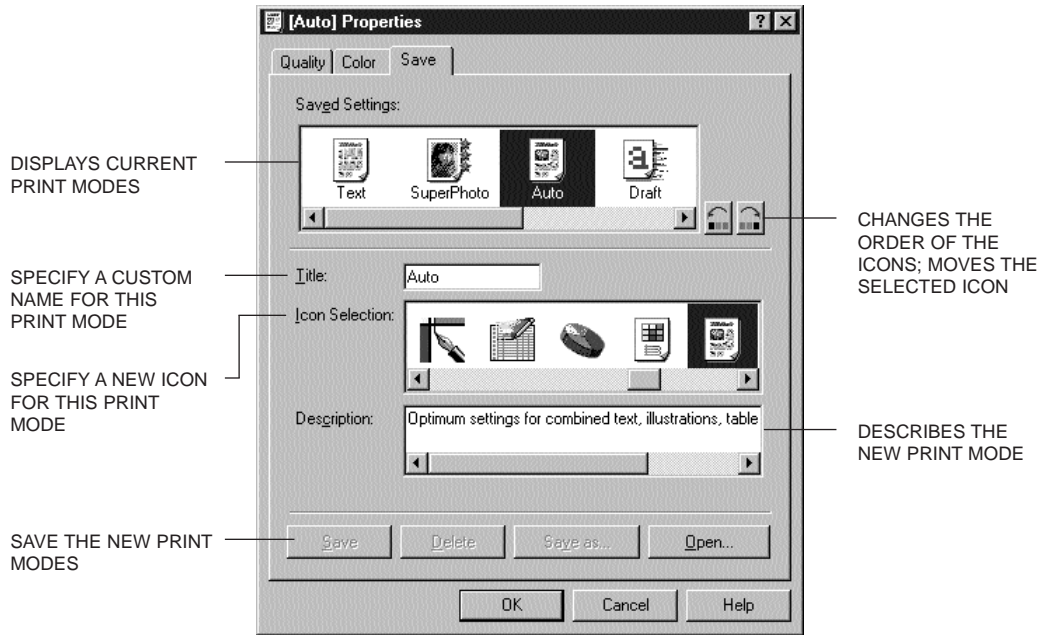 [Auto] Properties
Quality Color Save
Saved Settings:
Text SuperPhoto Auto Draft
DISPLAYS CURRENT
PRINT MODES
CHANGES THE
ORDER OF THE
ICONS; MOVES THE
SELECTED ICON
SPECIFY A CUSTOM
NAME FOR THIS
PRINT MODE
Title:
Auto
Icon Selection:
SPECIFY A NEW ICON
FOR THIS PRINT
MODE
Description:
Optimum settings for combined text, illustrations, table
DESCRIBES THE
NEW PRINT MODE
SAVE THE NEW PRINT
MODES
Save Delete Save as... Open...
OK Cancel Help